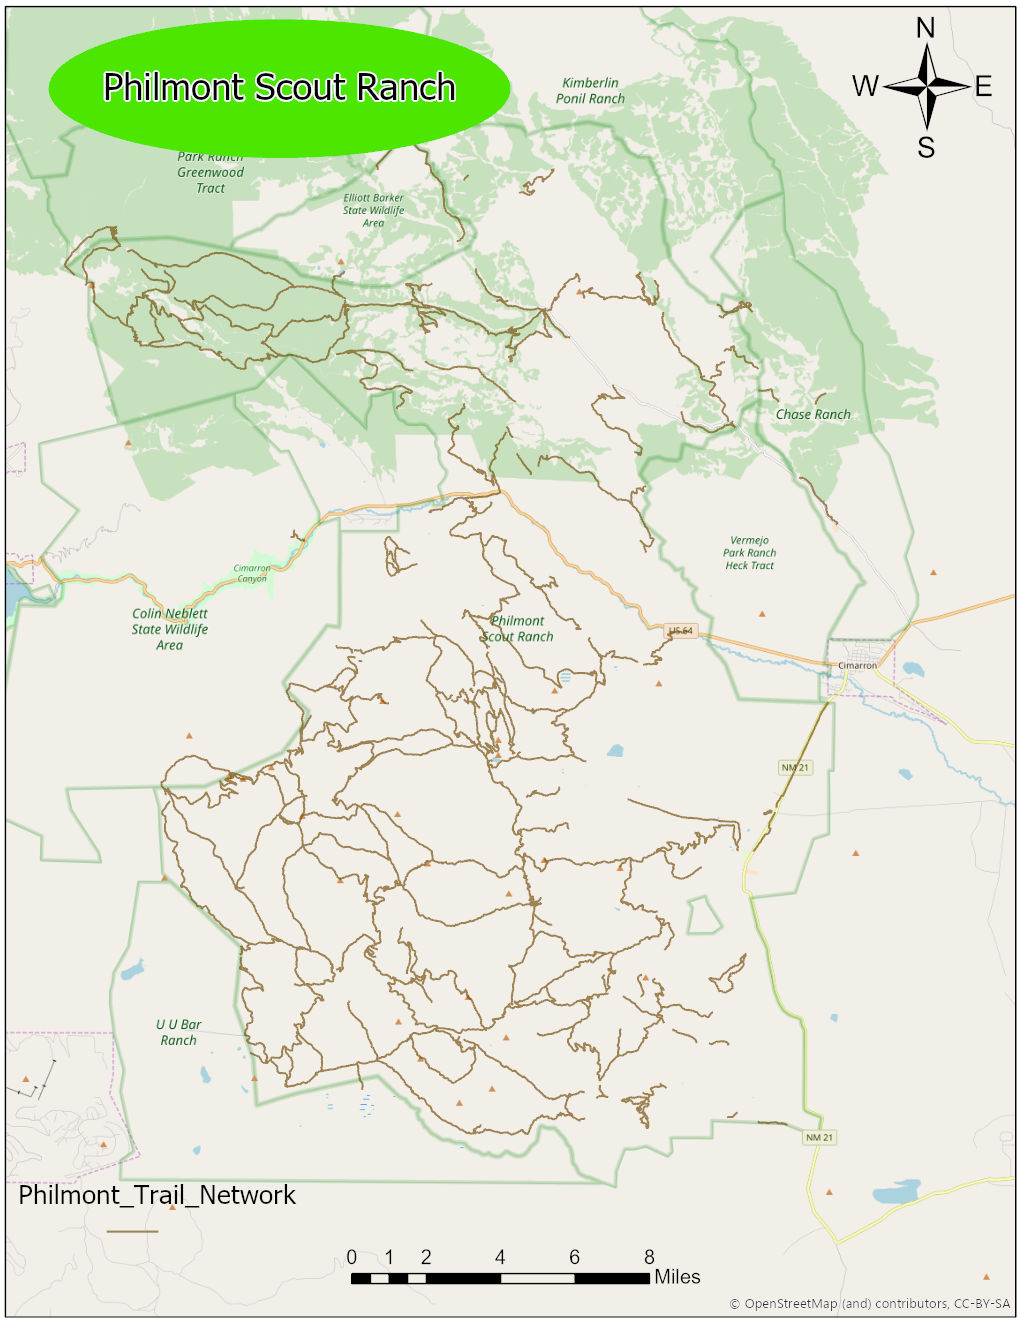 Philmont Scout Ranch
N
W
E
S
Kimberlin
Ponil Ranch
Park Ranch
Greenwood
Tract
Elliott Barker
State Wildlife
Area
Chase Ranch
Vermejo
Park Ranch
Heck Tract
Cimarron
Canyon
Colin Neblett
State Wildlife
Area
Philmont
Scout Ranch
US 64
Cimarron
NM 21
U U Bar
Ranch
NM 21
Philmont_Trail_Network
0 1 2 4 6 8
Miles
© OpenStreetMap (and) contributors, CC-BY-SA